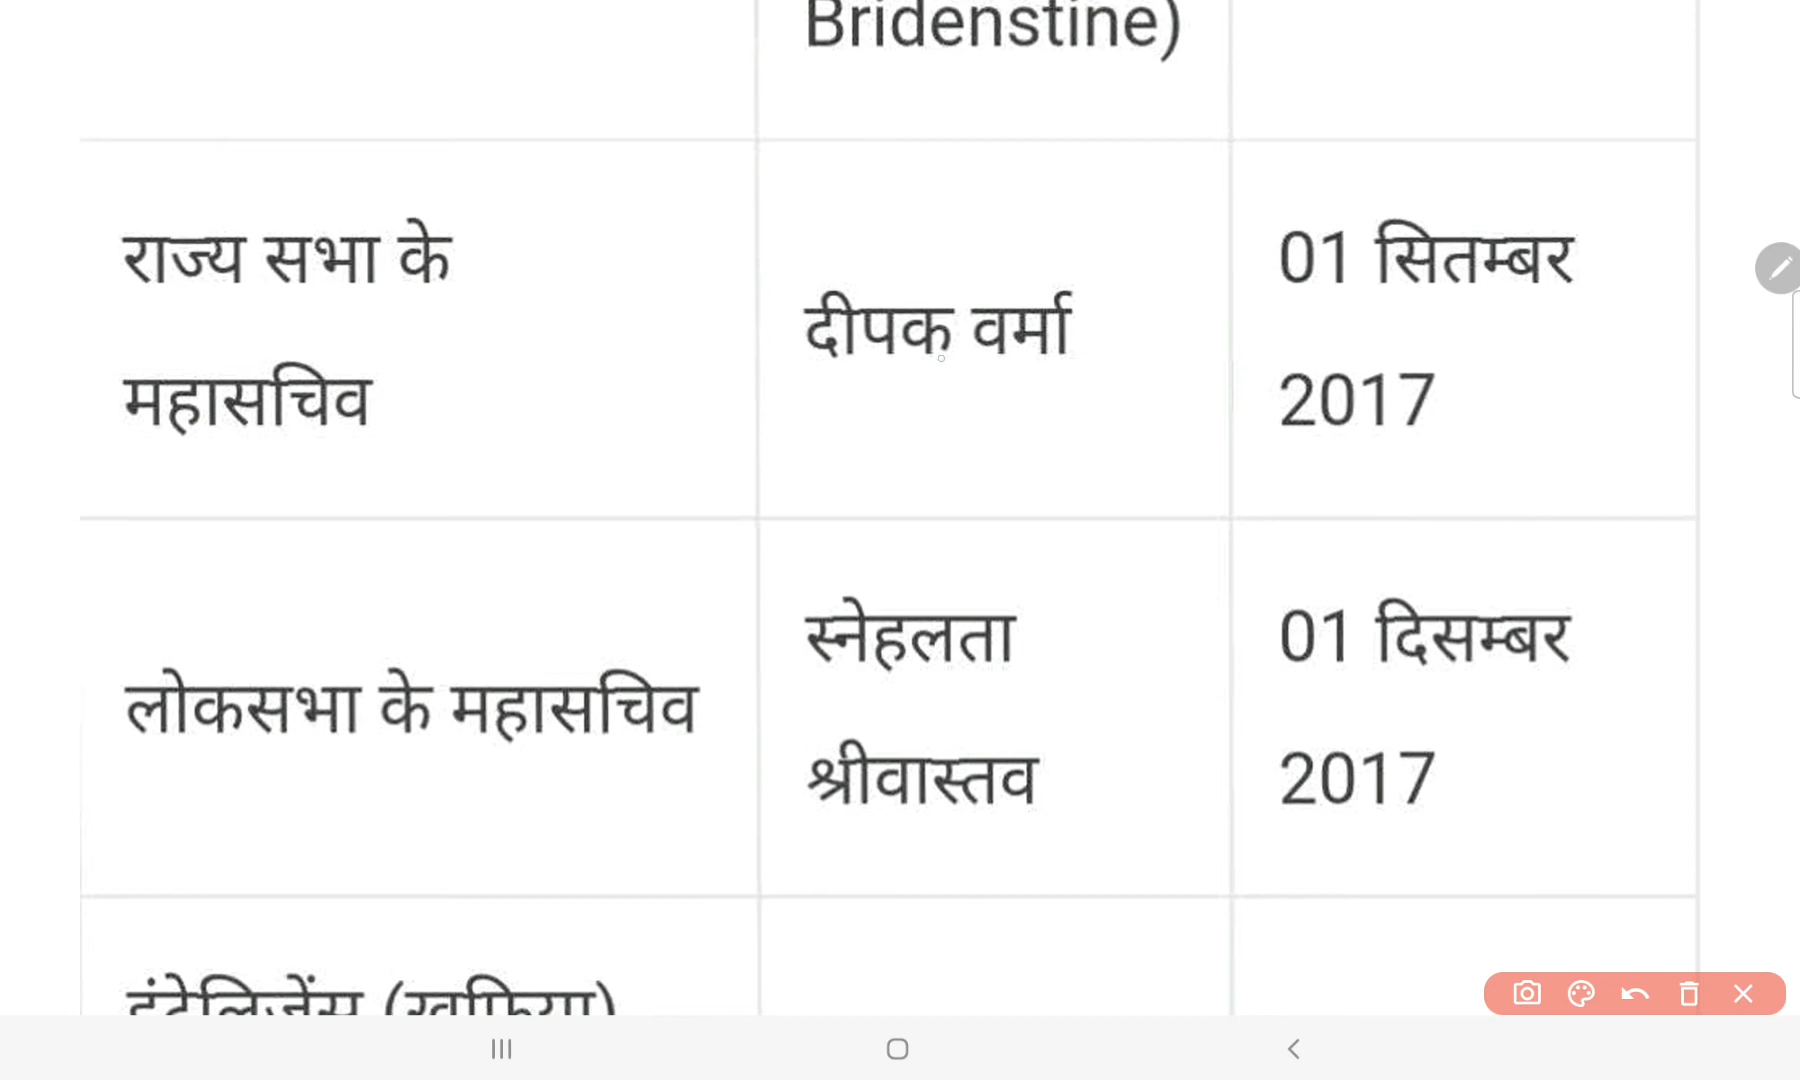 Bridenstine)
राज्य सभा के
महासचिव
दीपक वर्मा
01 सितम्बर
2017
लोकसभा के महासचिव
स्नेहलता
श्रीवास्तव
01 दिसम्बर
2017
इंटेलिजेंस (खुफिया)